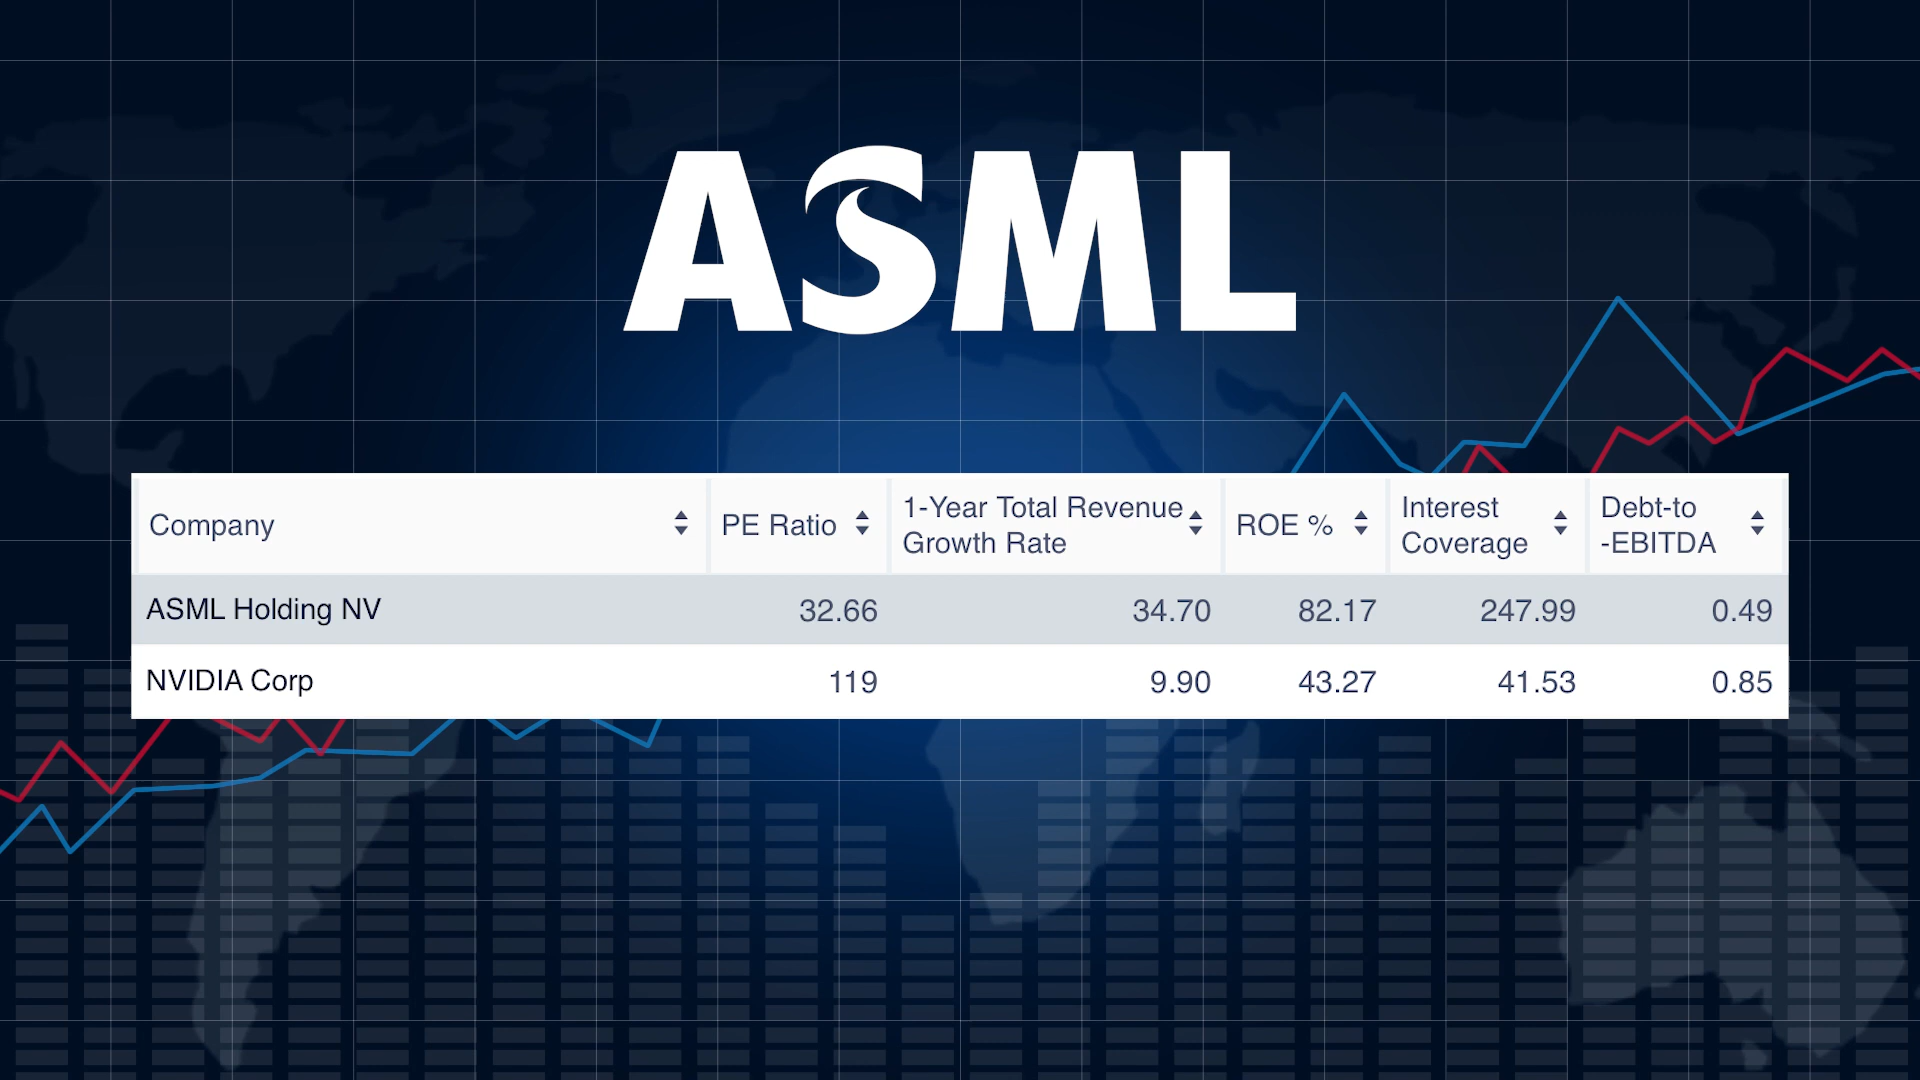 ASML
Company PE Ratio 1-Year Total Revenue Growth Rate ROE % Interest Coverage Debt-to -EBITDA
ASML Holding NV 32.66 34.70 82.17 247.99 0.49
NVIDIA Corp 119 9.90 43.27 41.53 0.85